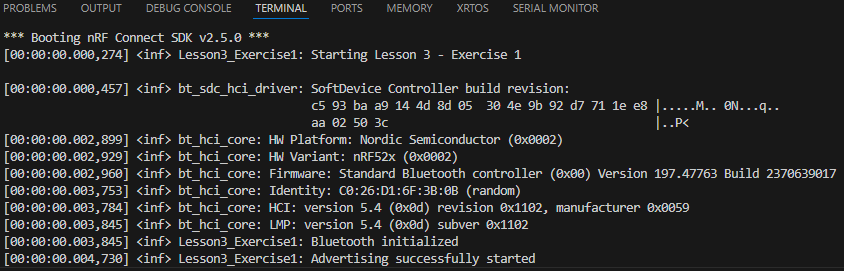 PROBLEMS OUTPUT DEBUG CONSOLE TERMINAL PORTS MEMORY XRTOS SERIAL MONITOR
*** Booting nRF Connect SDK v2.5.0 ***
[00:00:00.000,274] <inf> Lesson3_Exercise1: Starting Lesson 3 - Exercise 1
[00:00:00.000,457] <inf> bt_sdc_hci_driver: SoftDevice Controller build revision:
c5 93 ba a9 14 4d 8d 05  30 4e 9b 92 d7 71 1e e8 |.....M.. 0N...q..
aa 02 50 3c                                      |..P<
[00:00:00.002,899] <inf> bt_hci_core: HW Platform: Nordic Semiconductor (0x0002)
[00:00:00.002,929] <inf> bt_hci_core: HW Variant: nRF52x (0x0002)
[00:00:00.002,960] <inf> bt_hci_core: Firmware: Standard Bluetooth controller (0x00) Version 197.47763 Build 2370639017
[00:00:00.003,753] <inf> bt_hci_core: Identity: C0:26:D1:6F:3B:0B (random)
[00:00:00.003,784] <inf> bt_hci_core: HCI: version 5.4 (0x0d) revision 0x1102, manufacturer 0x0059
[00:00:00.003,845] <inf> bt_hci_core: LMP: version 5.4 (0x0d) subver 0x1102
[00:00:00.003,845] <inf> Lesson3_Exercise1: Bluetooth initialized
[00:00:00.004,730] <inf> Lesson3_Exercise1: Advertising successfully started